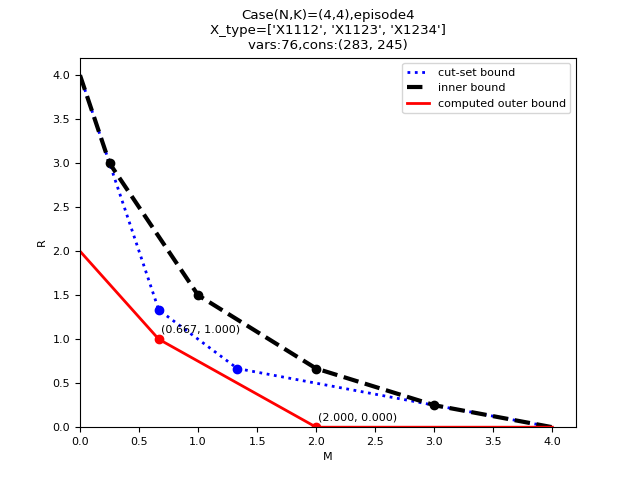 Case(N,K)=(4,4),episode4
X_type=['X1112', 'X1123', 'X1234']
vars:76,cons:(283, 245)
cut-set bound
inner bound
computed outer bound
R
4.0
3.5
3.0
2.5
2.0
1.5
1.0
0.5
0.0
(0.667, 1.000)
(2.000, 0.000)
0.0 0.5 1.0 1.5 2.0 2.5 3.0 3.5 4.0
M